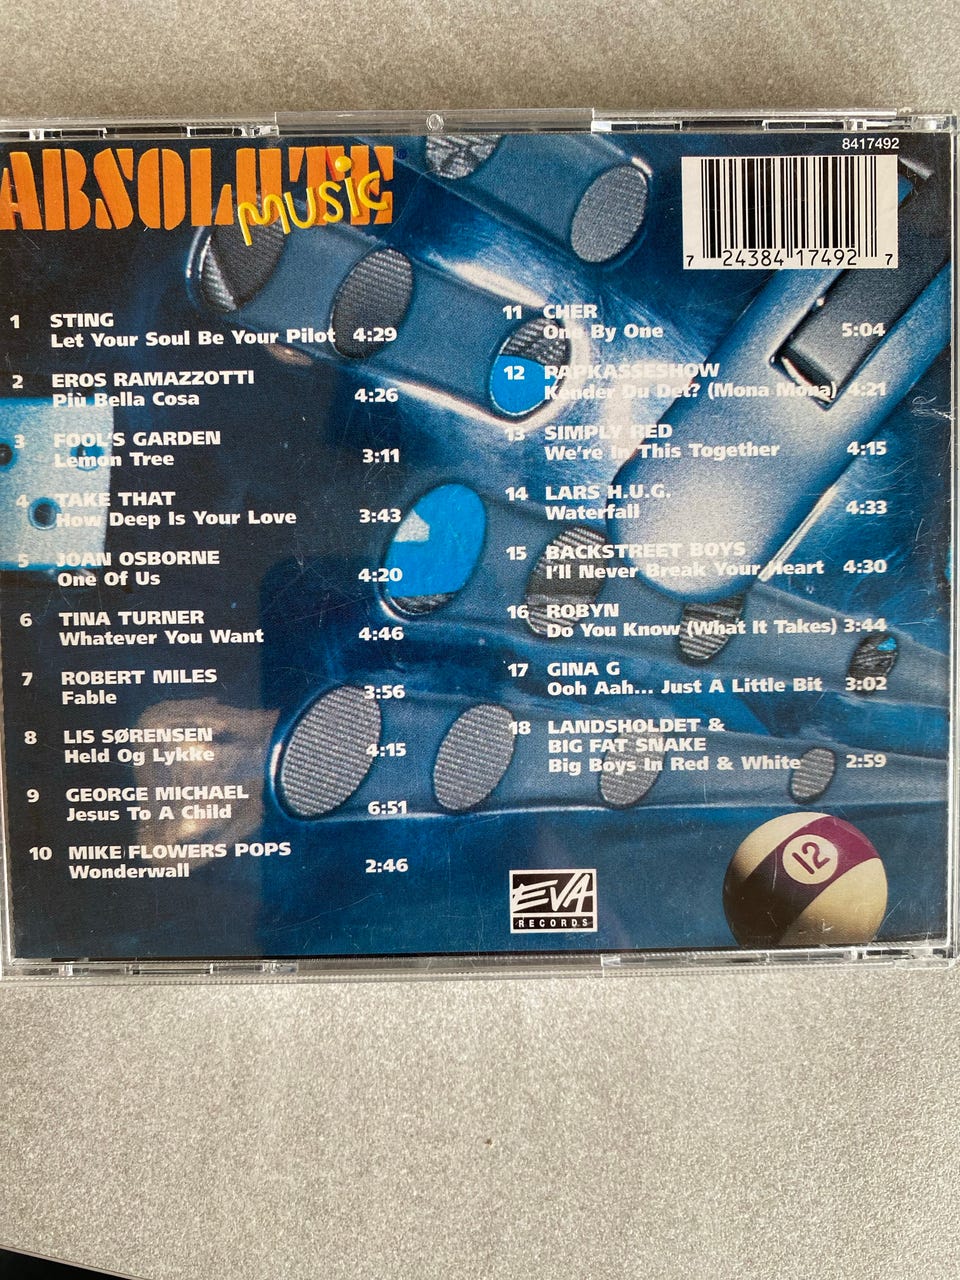 ABSOLUTE
MUSIC
8417492
7 24384 17492 7
1 STING
Let Your Soul Be Your Pilot 4:29
2 EROS RAMAZZOTTI
Più Bella Cosa 4:26
3 FOOL'S GARDEN
Lemon Tree 3:11
4 TAKE THAT
How Deep Is Your Love 3:43
5 JOAN OSBORNE
One Of Us 4:20
6 TINA TURNER
Whatever You Want 4:46
7 ROBERT MILES
Fable 3:56
8 LIS SØRENSEN
Held Og Lykke 4:15
9 GEORGE MICHAEL
Jesus To A Child 6:51
10 MIKE FLOWERS POPS
Wonderwall 2:46
11 CHER
One By One 5:04
12 RAPKASSESHOW
Kender Du Det? (Mona Mona) 4:21
13 SIMPLY RED
We're In This Together 4:15
14 LARS H.U.G.
Waterfall 4:33
15 BACKSTREET BOYS
I'll Never Break Your Heart 4:30
16 ROBYN
Do You Know (What It Takes) 3:44
17 GINA G
Ooh Aah... Just A Little Bit 3:02
18 LANDSHOLDET &
BIG FAT SNAKE
Big Boys In Red & White 2:59
EVA
RECORDS
12